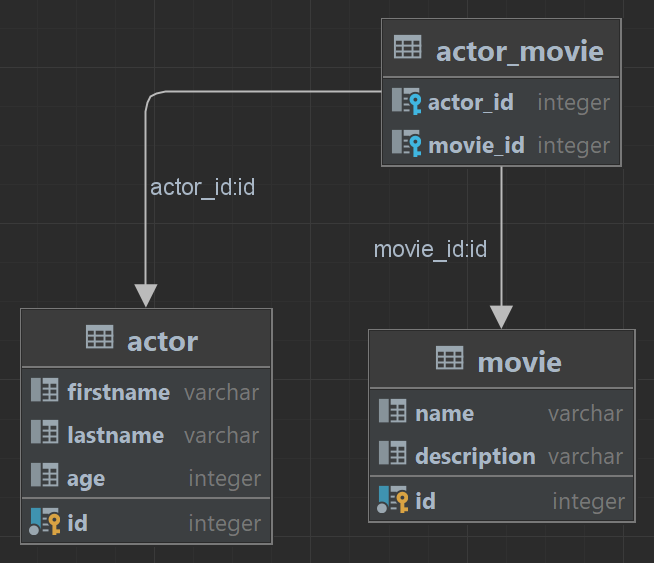 actor_movie
actor_id integer
movie_id integer
actor_id:id
movie_id:id
actor
firstname varchar
lastname varchar
age integer
id integer
movie
name varchar
description varchar
id integer